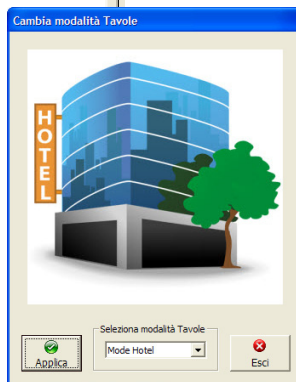 Cambia modalità Tavole
HOTEL
Seleziona modalità Tavole
Mode Hotel
Applica
Esci